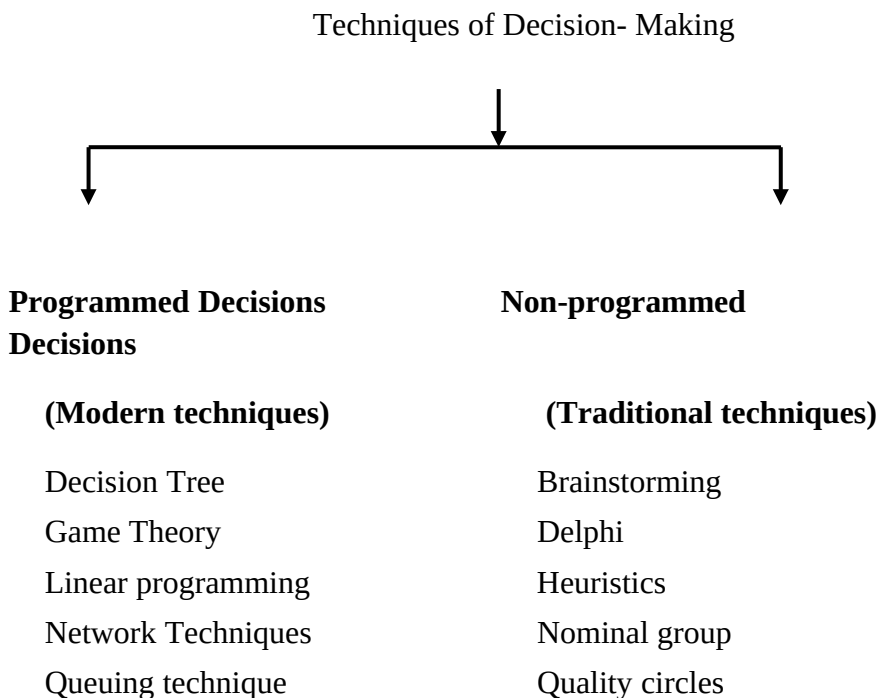 Techniques of Decision- Making
Programmed Decisions Non-programmed
Decisions
(Modern techniques) (Traditional techniques)
Decision Tree Brainstorming
Game Theory Delphi
Linear programming Heuristics
Network Techniques Nominal group
Queuing technique Quality circles